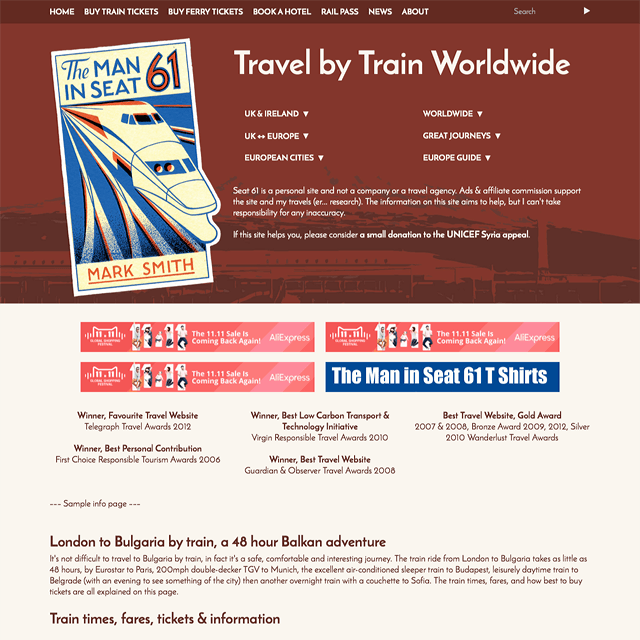 HOME BUY TRAIN TICKETS BUY FERRY TICKETS BOOK A HOTEL RAIL PASS NEWS ABOUT Search
The MAN
IN SEAT 61
MARK SMITH
Travel by Train Worldwide
UK & IRELAND ▼ WORLDWIDE ▼
UK ↔ EUROPE ▼ GREAT JOURNEYS ▼
EUROPEAN CITIES ▼ EUROPE GUIDE ▼
Seat 61 is a personal site and not a company or a travel agency. Ads & affiliate commission support
the site and my travels (er... research). The information on this site aims to help, but I can't take
responsibility for any inaccuracy.
If this site helps you, please consider a small donation to the UNICEF Syria appeal.
11.11
GLOBAL SHOPPING
FESTIVAL
The 11.11 Sale Is
Coming Back Again!
AliExpress
11.11
GLOBAL SHOPPING
FESTIVAL
The 11.11 Sale Is
Coming Back Again!
AliExpress
11.11
GLOBAL SHOPPING
FESTIVAL
The 11.11 Sale Is
Coming Back Again!
AliExpress
The Man in Seat 61 T Shirts
Winner, Favourite Travel Website
Telegraph Travel Awards 2012
Winner, Best Personal Contribution
First Choice Responsible Tourism Awards 2006
Winner, Best Low Carbon Transport &
Technology Initiative
Virgin Responsible Travel Awards 2010
Winner, Best Travel Website
Guardian & Observer Travel Awards 2008
Best Travel Website, Gold Award
2007 & 2008, Bronze Award 2009, 2012, Silver
2010 Wanderlust Travel Awards
--- Sample info page ---
London to Bulgaria by train, a 48 hour Balkan adventure
It's not difficult to travel to Bulgaria by train, in fact it's a safe, comfortable and interesting journey. The train ride from London to Bulgaria takes as little as
48 hours, by Eurostar to Paris, 200mph double-decker TGV to Munich, the excellent air-conditioned sleeper train to Budapest, leisurely daytime train to
Belgrade (with an evening to see something of the city) then another overnight train with a couchette to Sofia. The train times, fares, and how best to buy
tickets are all explained on this page.
Train times, fares, tickets & information